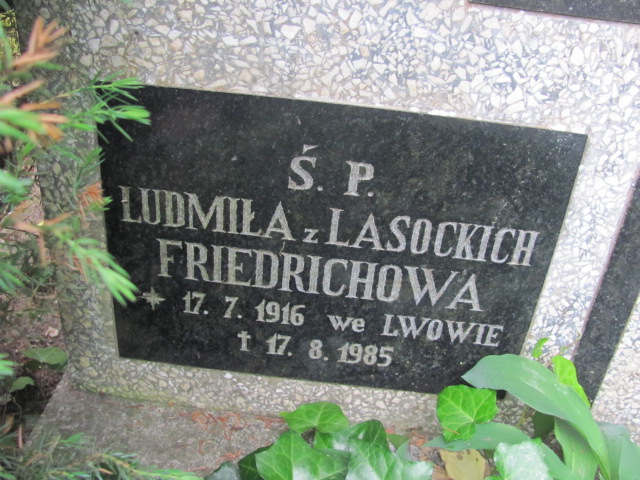 Ś. P.
LUDMIŁA z LASOCKICH
FRIEDRICHOWA
* 17. 7. 1916 we LWOWIE
† 17. 8. 1985